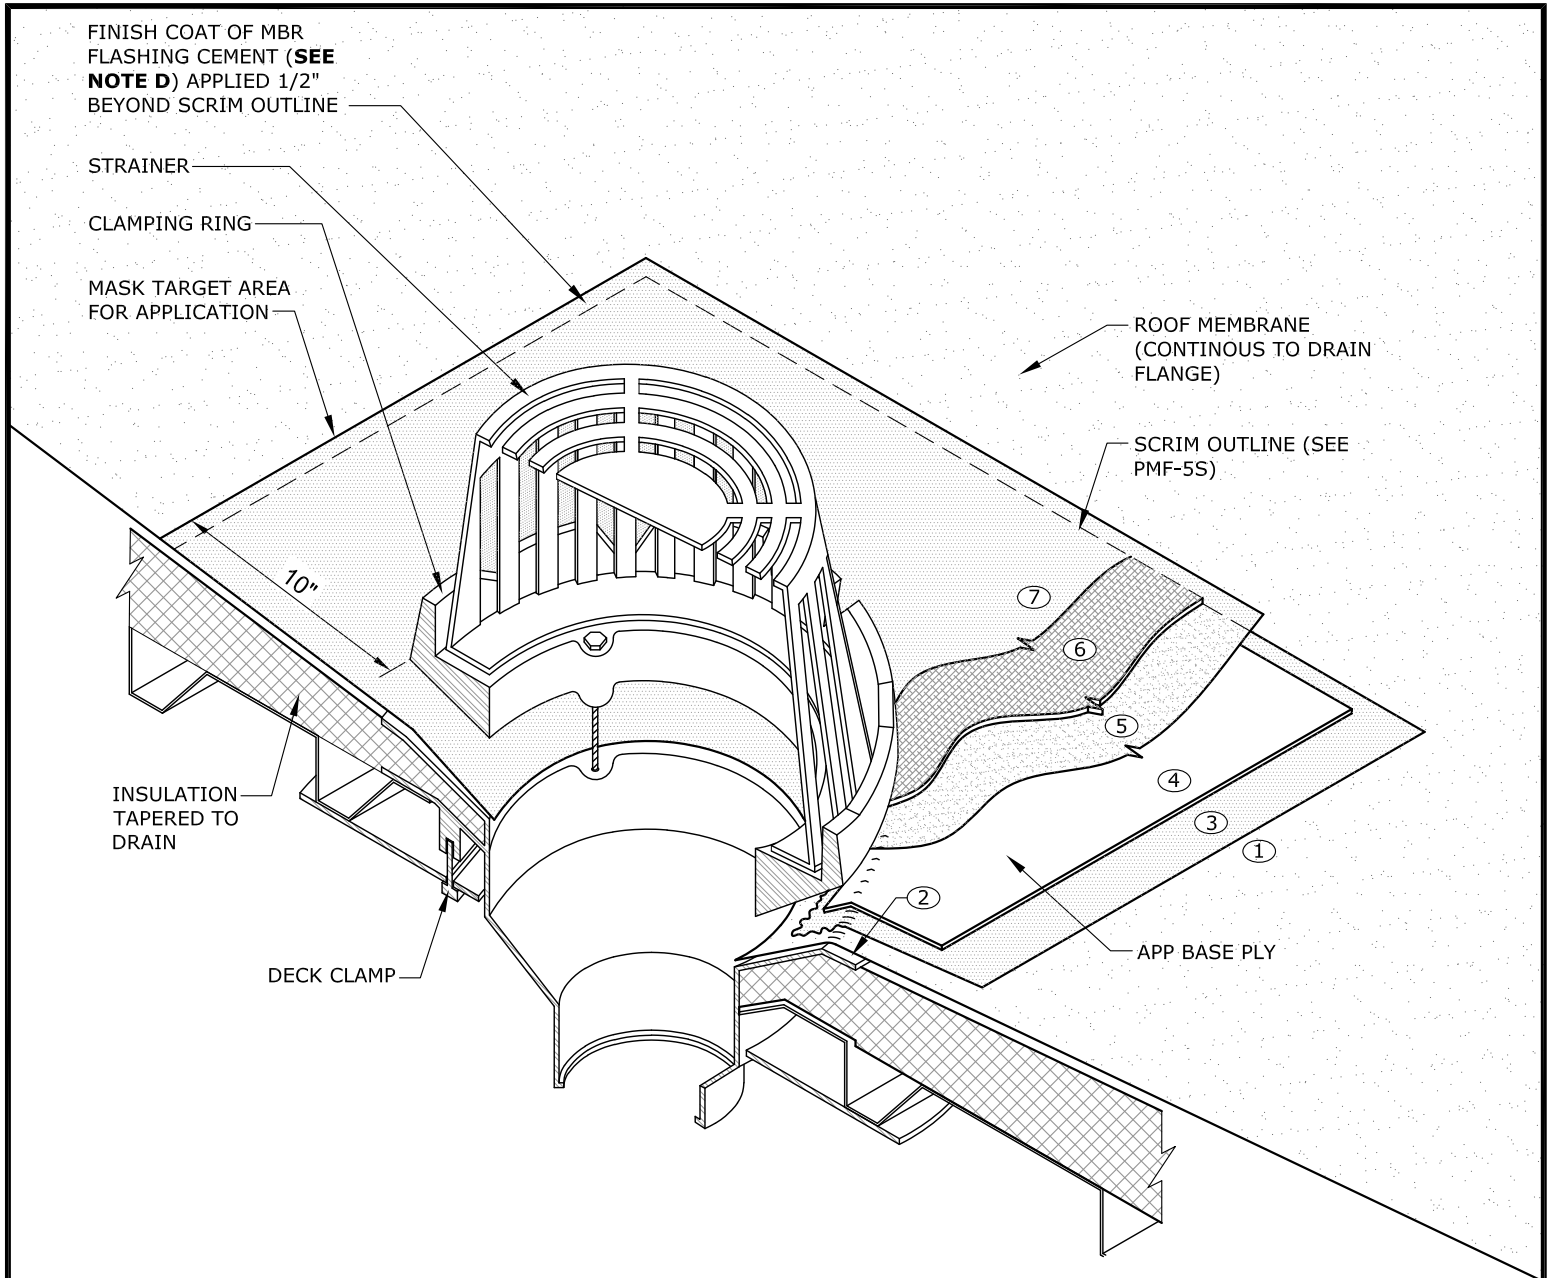 FINISH COAT OF MBR
FLASHING CEMENT (SEE
NOTE D) APPLIED 1/2"
BEYOND SCRIM OUTLINE
STRAINER
CLAMPING RING
MASK TARGET AREA
FOR APPLICATION
ROOF MEMBRANE
(CONTINOUS TO DRAIN
FLANGE)
SCRIM OUTLINE (SEE
PMF-5S)
10"
7
6
5
4
3
1
2
INSULATION
TAPERED TO
DRAIN
DECK CLAMP
APP BASE PLY